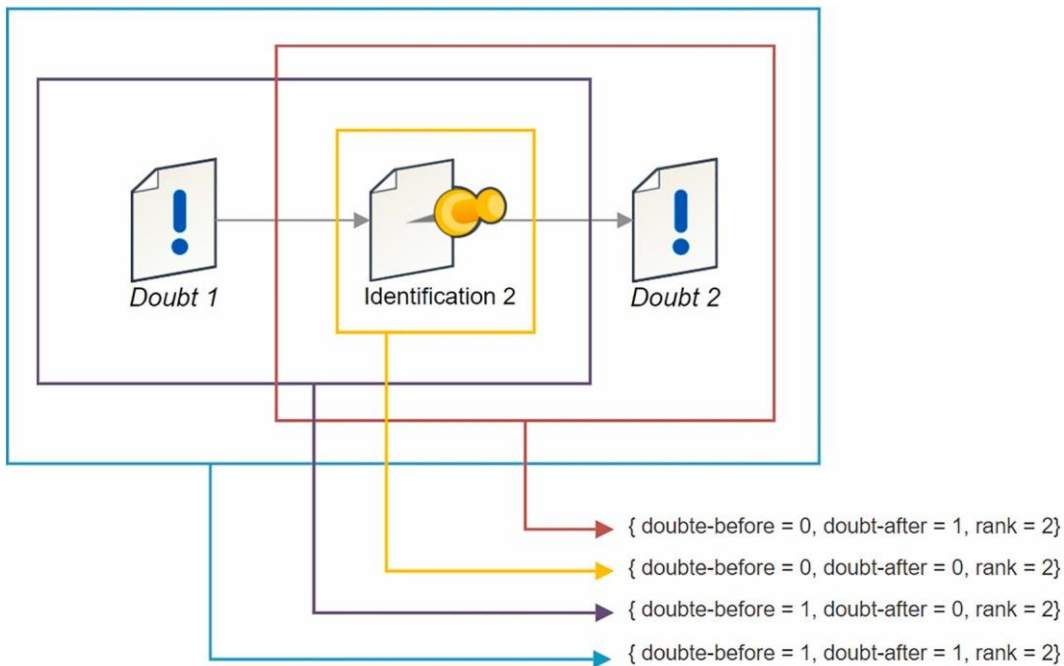 Doubt 1
Identification 2
Doubt 2
{ doubte-before = 0, doubt-after = 1, rank = 2}
{ doubte-before = 0, doubt-after = 0, rank = 2}
{ doubte-before = 1, doubt-after = 0, rank = 2}
{ doubte-before = 1, doubt-after = 1, rank = 2}